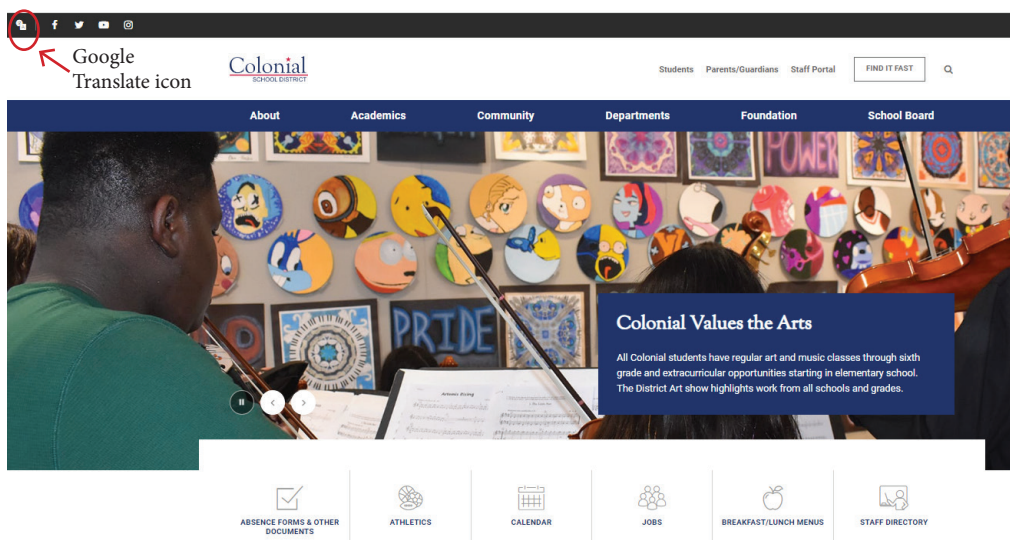 Google
Translate icon
Colonial
SCHOOL DISTRICT
Students Parents/Guardians Staff Portal FIND IT FAST
About Academics Community Departments Foundation School Board
POWER
PRIDE
Colonial Values the Arts
All Colonial students have regular art and music classes through sixth
grade and extracurricular opportunities starting in elementary school.
The District Art show highlights work from all schools and grades.
ABSENCE FORMS & OTHER
DOCUMENTS
ATHLETICS
CALENDAR
JOBS
BREAKFAST/LUNCH MENUS
STAFF DIRECTORY